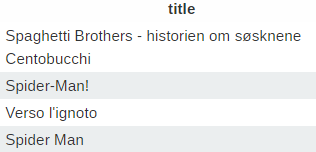 title
Spaghetti Brothers - historien om søsknene
Centobucchi
Spider-Man!
Verso l'ignoto
Spider Man